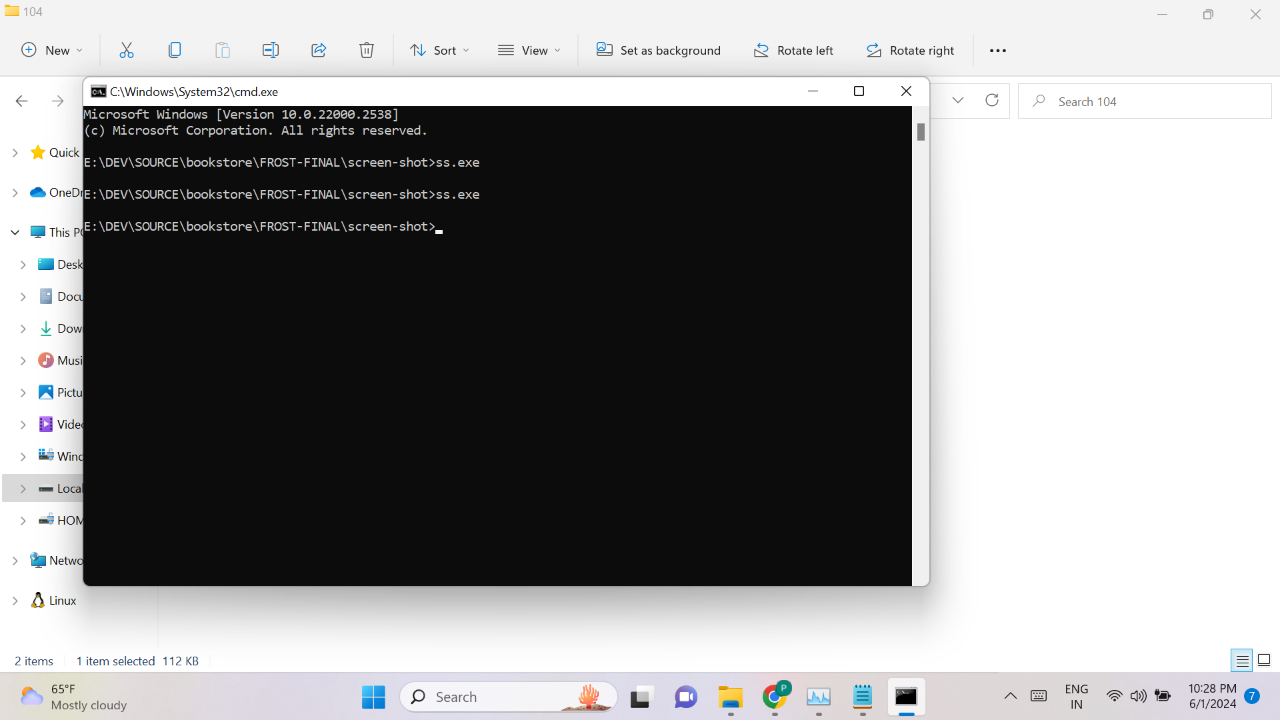 104
New
Sort
View
Set as background
Rotate left
Rotate right
C:\Windows\System32\cmd.exe
Search 104
Microsoft Windows [Version 10.0.22000.2538]
(c) Microsoft Corporation. All rights reserved.
E:\DEV\SOURCE\bookstore\FROST-FINAL\screen-shot>ss.exe
E:\DEV\SOURCE\bookstore\FROST-FINAL\screen-shot>ss.exe
E:\DEV\SOURCE\bookstore\FROST-FINAL\screen-shot>
Quick
OneDr
This P
Desk
Docu
Dow
Musi
Pictu
Vide
Wind
Local
HOM
Netwo
Linux
2 items
1 item selected 112 KB
65°F
Mostly cloudy
Search
P
ENG
IN
10:28 PM
6/1/2024
7